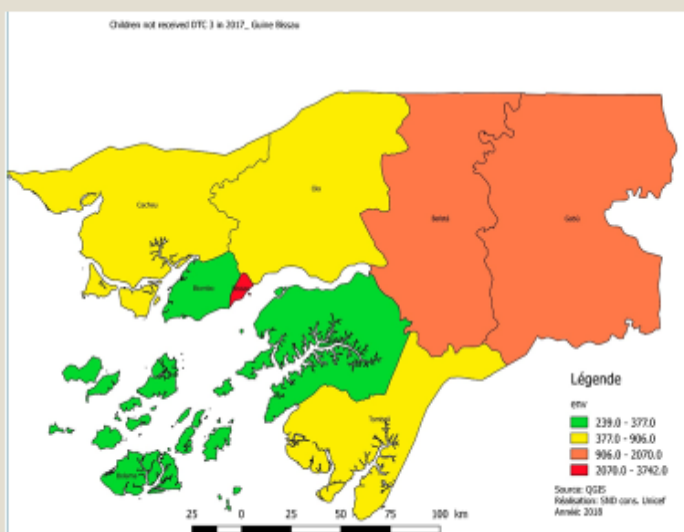 Children not received DTC 3 in 2017_ Guine Bissau
Oio
Cacheu
Bafatá
Gabú
Biombo
Tombali
Bolama
Légende
env
239.0 - 377.0
377.0 - 906.0
906.0 - 2070.0
2070.0 - 3742.0
Source: QGIS
Réalisation: SND cons. Unicef
Année: 2018
25 0 25 50 75 100 km